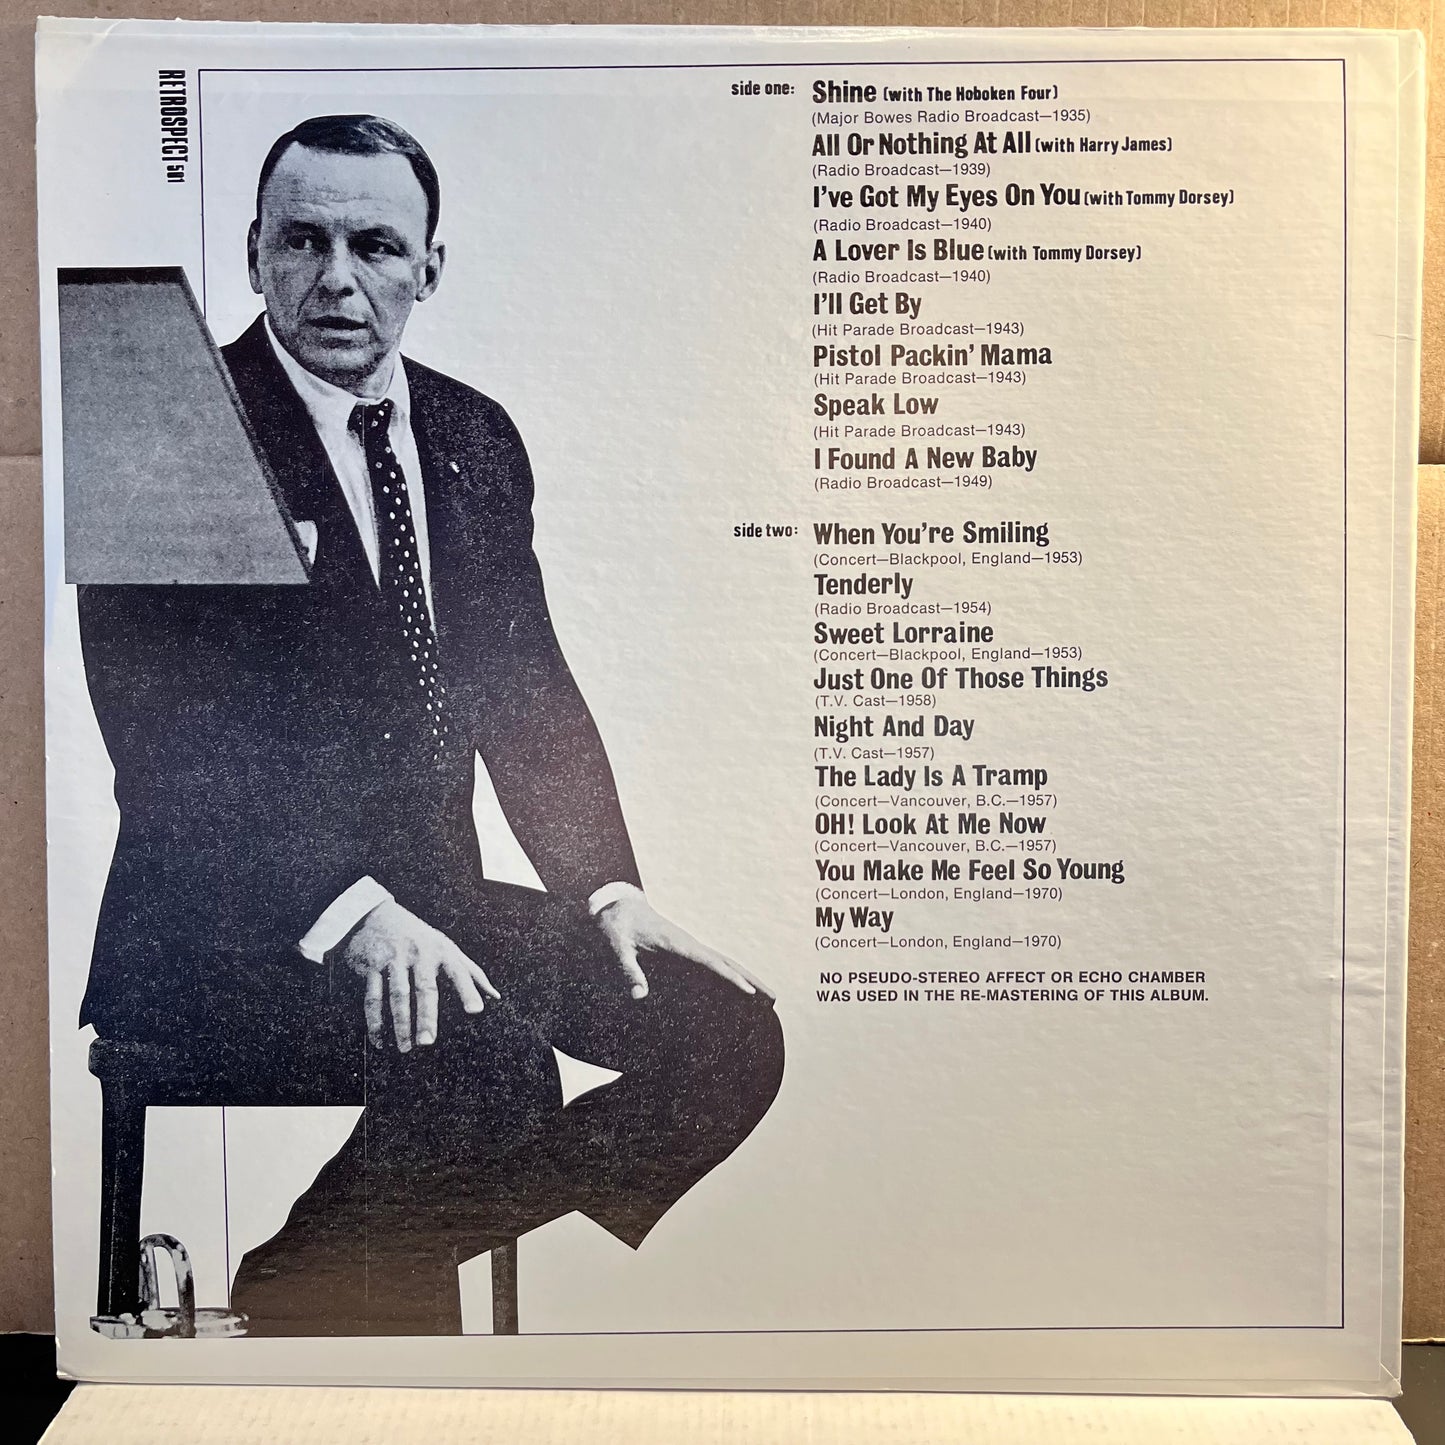 RETROSPECT 501
side one: Shine (with The Hoboken Four)
(Major Bowes Radio Broadcast—1935)
All Or Nothing At All (with Harry James)
(Radio Broadcast—1939)
I've Got My Eyes On You (with Tommy Dorsey)
(Radio Broadcast—1940)
A Lover Is Blue (with Tommy Dorsey)
(Radio Broadcast—1940)
I'll Get By
(Hit Parade Broadcast—1943)
Pistol Packin' Mama
(Hit Parade Broadcast—1943)
Speak Low
(Hit Parade Broadcast—1943)
I Found A New Baby
(Radio Broadcast—1949)
side two: When You're Smiling
(Concert—Blackpool, England—1953)
Tenderly
(Radio Broadcast—1954)
Sweet Lorraine
(Concert—Blackpool, England—1953)
Just One Of Those Things
(T.V. Cast—1958)
Night And Day
(T.V. Cast—1957)
The Lady Is A Tramp
(Concert—Vancouver, B.C.—1957)
OH! Look At Me Now
(Concert—Vancouver, B.C.—1957)
You Make Me Feel So Young
(Concert—London, England—1970)
My Way
(Concert—London, England—1970)
NO PSEUDO-STEREO AFFECT OR ECHO CHAMBER
WAS USED IN THE RE-MASTERING OF THIS ALBUM.